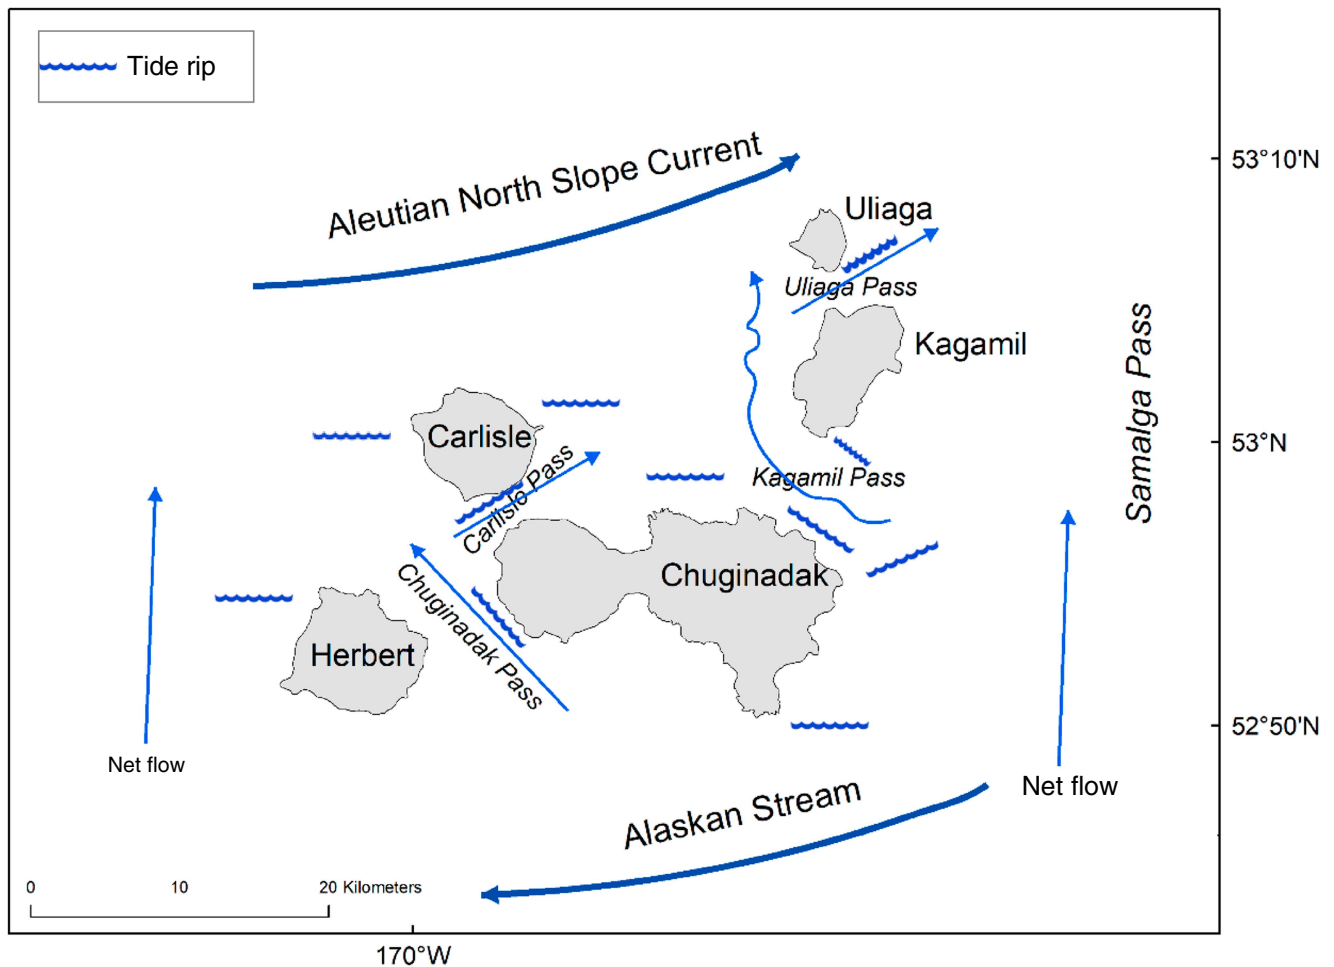 Tide rip
Aleutian North Slope Current
53°10'N
Uliaga
Uliaga Pass
Kagamil
Samalga Pass
Carlisle
53°N
Carlisle Pass
Kagamil Pass
Chuginadak
Chuginadak Pass
Herbert
52°50'N
Net flow
Net flow
Alaskan Stream
0 10 20 Kilometers
170°W